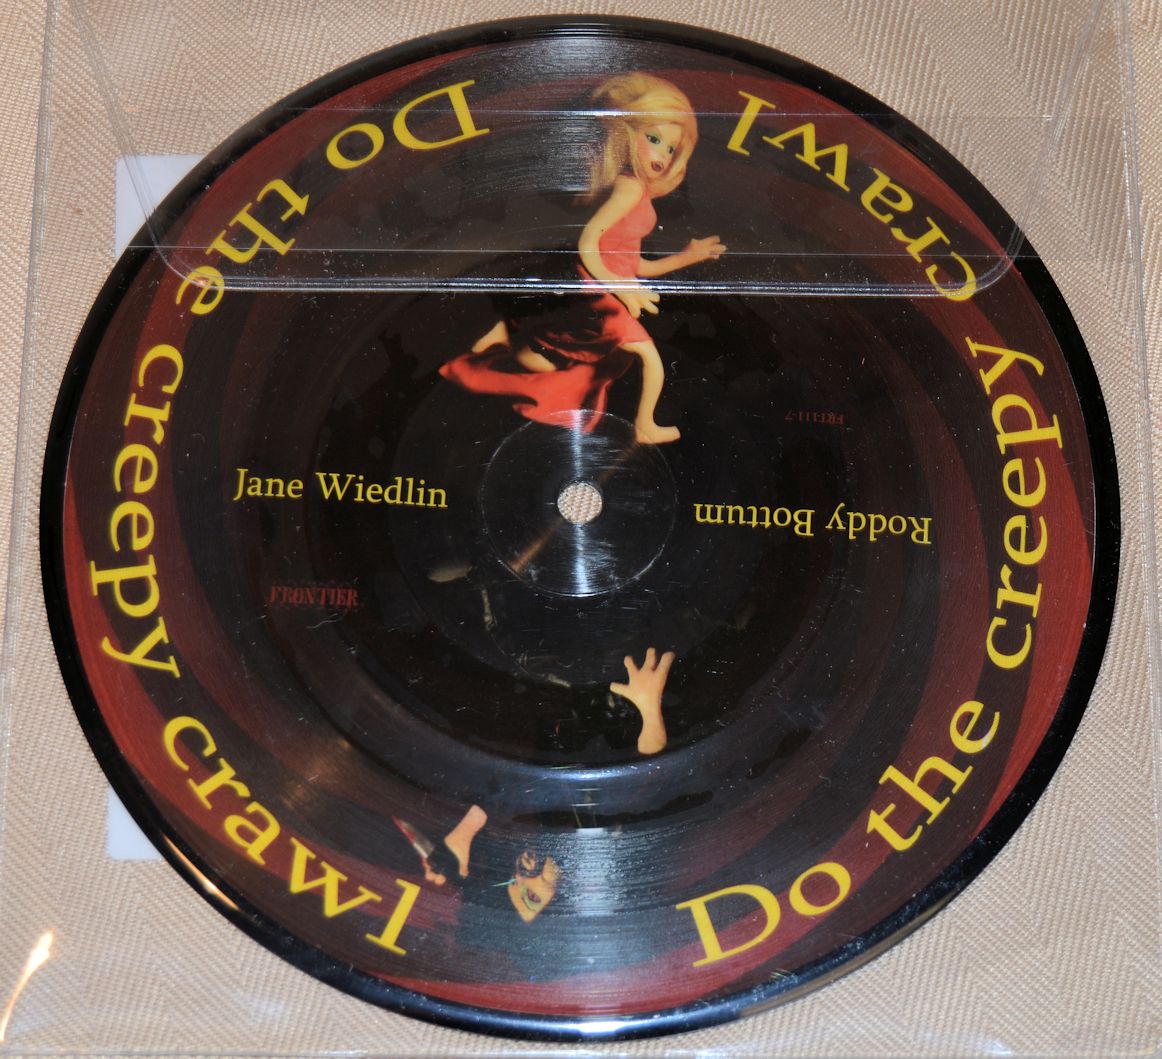 Do the creepy crawl
Do the creepy crawl
Jane Wiedlin
Roddy Bottum
FRONTIER